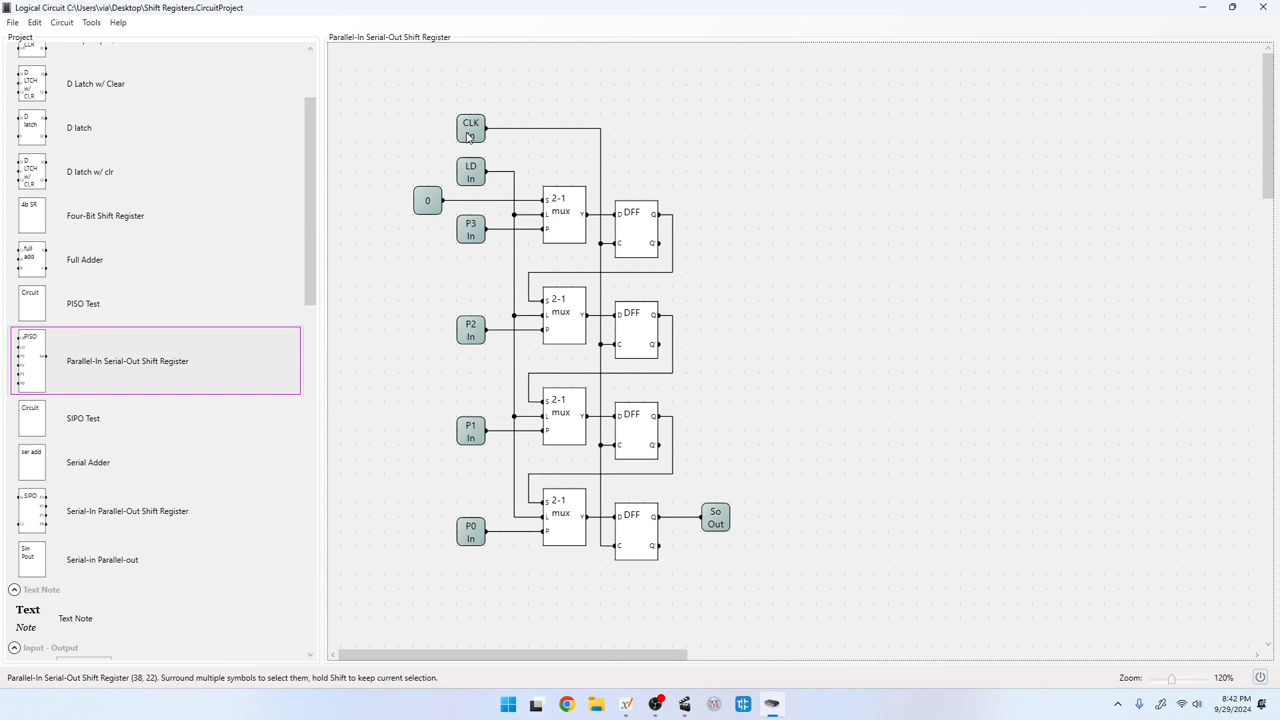 Logical Circuit C:\Users\via\Desktop\Shift Registers.CircuitProject
File Edit Circuit Tools Help
Project
CLK
D LTCH w/ CLR D Latch w/ Clear
D latch D latch
D LTCH w/ CLR D latch w/ clr
4b SR Four-Bit Shift Register
full add Full Adder
Circuit PISO Test
PISO Parallel-In Serial-Out Shift Register
Circuit SIPO Test
ser add Serial Adder
SIPO Serial-In Parallel-Out Shift Register
Sin Pout Serial-in Parallel-out
Text Note
Text Note Text Note
Input - Output
Parallel-In Serial-Out Shift Register
CLK
LD
In
0
P3
In
S 2-1
L mux Y
P
D DFF Q
C Q'
P2
In
S 2-1
L mux Y
P
D DFF Q
C Q'
P1
In
S 2-1
L mux Y
P
D DFF Q
C Q'
P0
In
S 2-1
L mux Y
P
D DFF Q
C Q'
So
Out
Parallel-In Serial-Out Shift Register (38, 22). Surround multiple symbols to select them, hold Shift to keep current selection.
Zoom: 120%
8:42 PM
9/29/2024